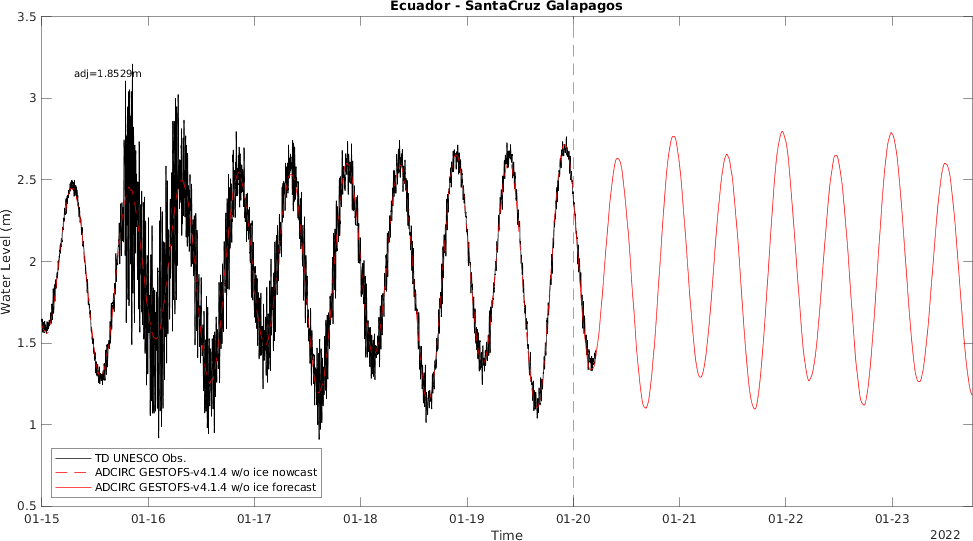 Ecuador - SantaCruz Galapagos
3.5
adj=1.8529m
3
2.5
Water Level (m)
2
1.5
1
TD UNESCO Obs.
ADCIRC GESTOFS-v4.1.4 w/o ice nowcast
ADCIRC GESTOFS-v4.1.4 w/o ice forecast
0.5
01-15 01-16 01-17 01-18 01-19 01-20 01-21 01-22 01-23
Time
2022